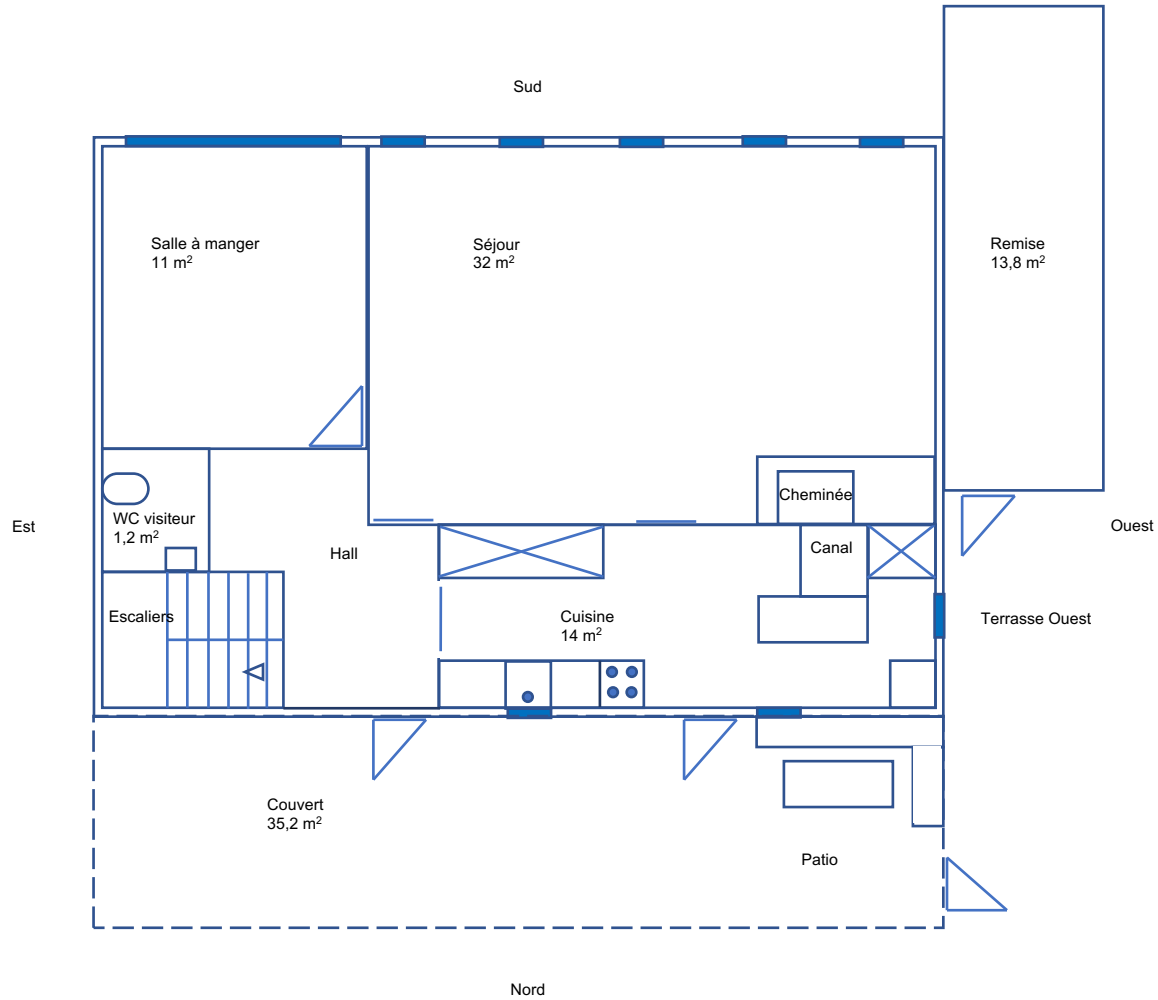 Sud
Salle à manger
11 m²
Séjour
32 m²
Remise
13,8 m²
Cheminée
WC visiteur
1,2 m²
Est
Ouest
Hall
Canal
Escaliers
Cuisine
14 m²
Terrasse Ouest
Couvert
35,2 m²
Patio
Nord